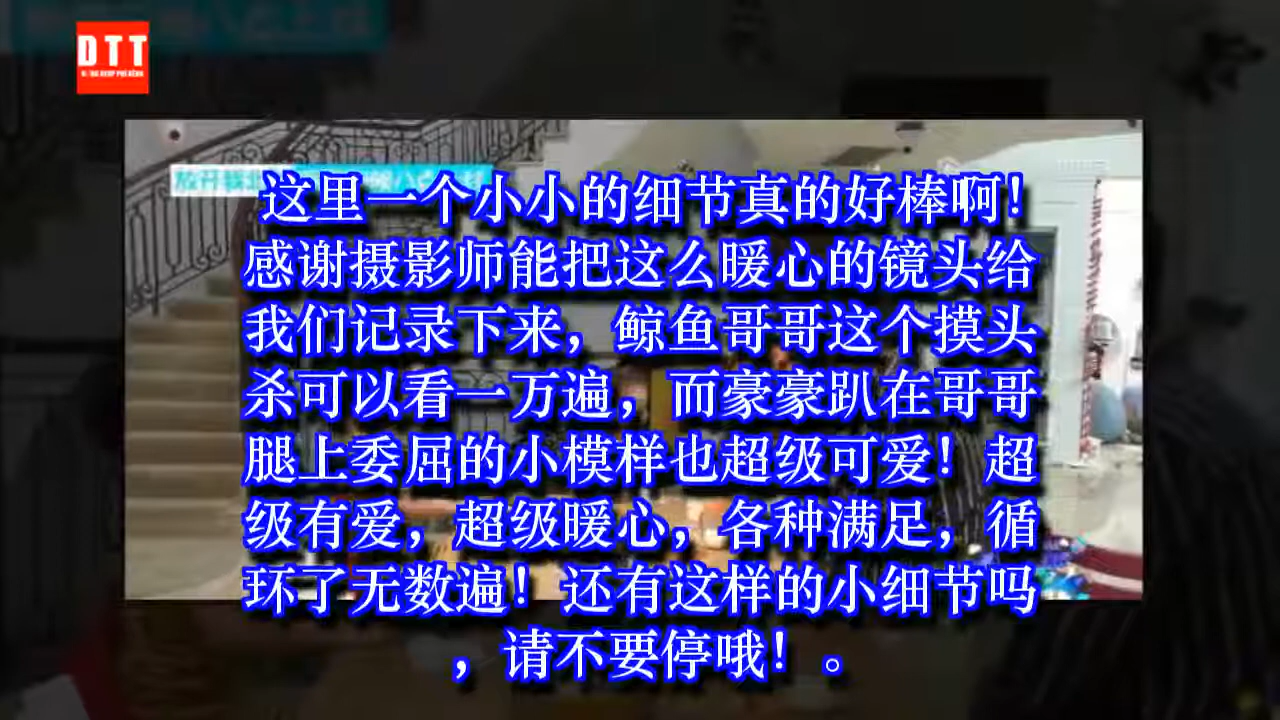 DTT
这里一个小小的细节真的好棒啊！
感谢摄影师能把这么暖心的镜头给
我们记录下来，鲸鱼哥哥这个摸头
杀可以看一万遍，而豪豪趴在哥哥
腿上委屈的小模样也超级可爱！超
级有爱，超级暖心，各种满足，循
环了无数遍！还有这样的小细节吗
，请不要停哦！。